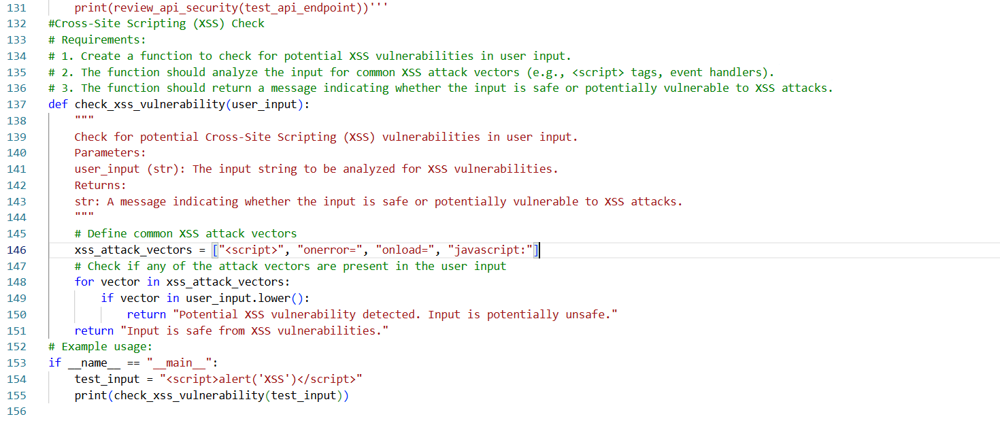 131 print(review_api_security(test_api_endpoint))'''
132 #Cross-Site Scripting (XSS) Check
133 # Requirements:
134 # 1. Create a function to check for potential XSS vulnerabilities in user input.
135 # 2. The function should analyze the input for common XSS attack vectors (e.g., <script> tags, event handlers).
136 # 3. The function should return a message indicating whether the input is safe or potentially vulnerable to XSS attacks.
137 def check_xss_vulnerability(user_input):
138     """
139     Check for potential Cross-Site Scripting (XSS) vulnerabilities in user input.
140     Parameters:
141     user_input (str): The input string to be analyzed for XSS vulnerabilities.
142     Returns:
143     str: A message indicating whether the input is safe or potentially vulnerable to XSS attacks.
144     """
145     # Define common XSS attack vectors
146     xss_attack_vectors = ["<script>", "onerror=", "onload=", "javascript:"]
147     # Check if any of the attack vectors are present in the user input
148     for vector in xss_attack_vectors:
149         if vector in user_input.lower():
150             return "Potential XSS vulnerability detected. Input is potentially unsafe."
151     return "Input is safe from XSS vulnerabilities."
152 # Example usage:
153 if __name__ == "__main__":
154     test_input = "<script>alert('XSS')</script>"
155     print(check_xss_vulnerability(test_input))
156